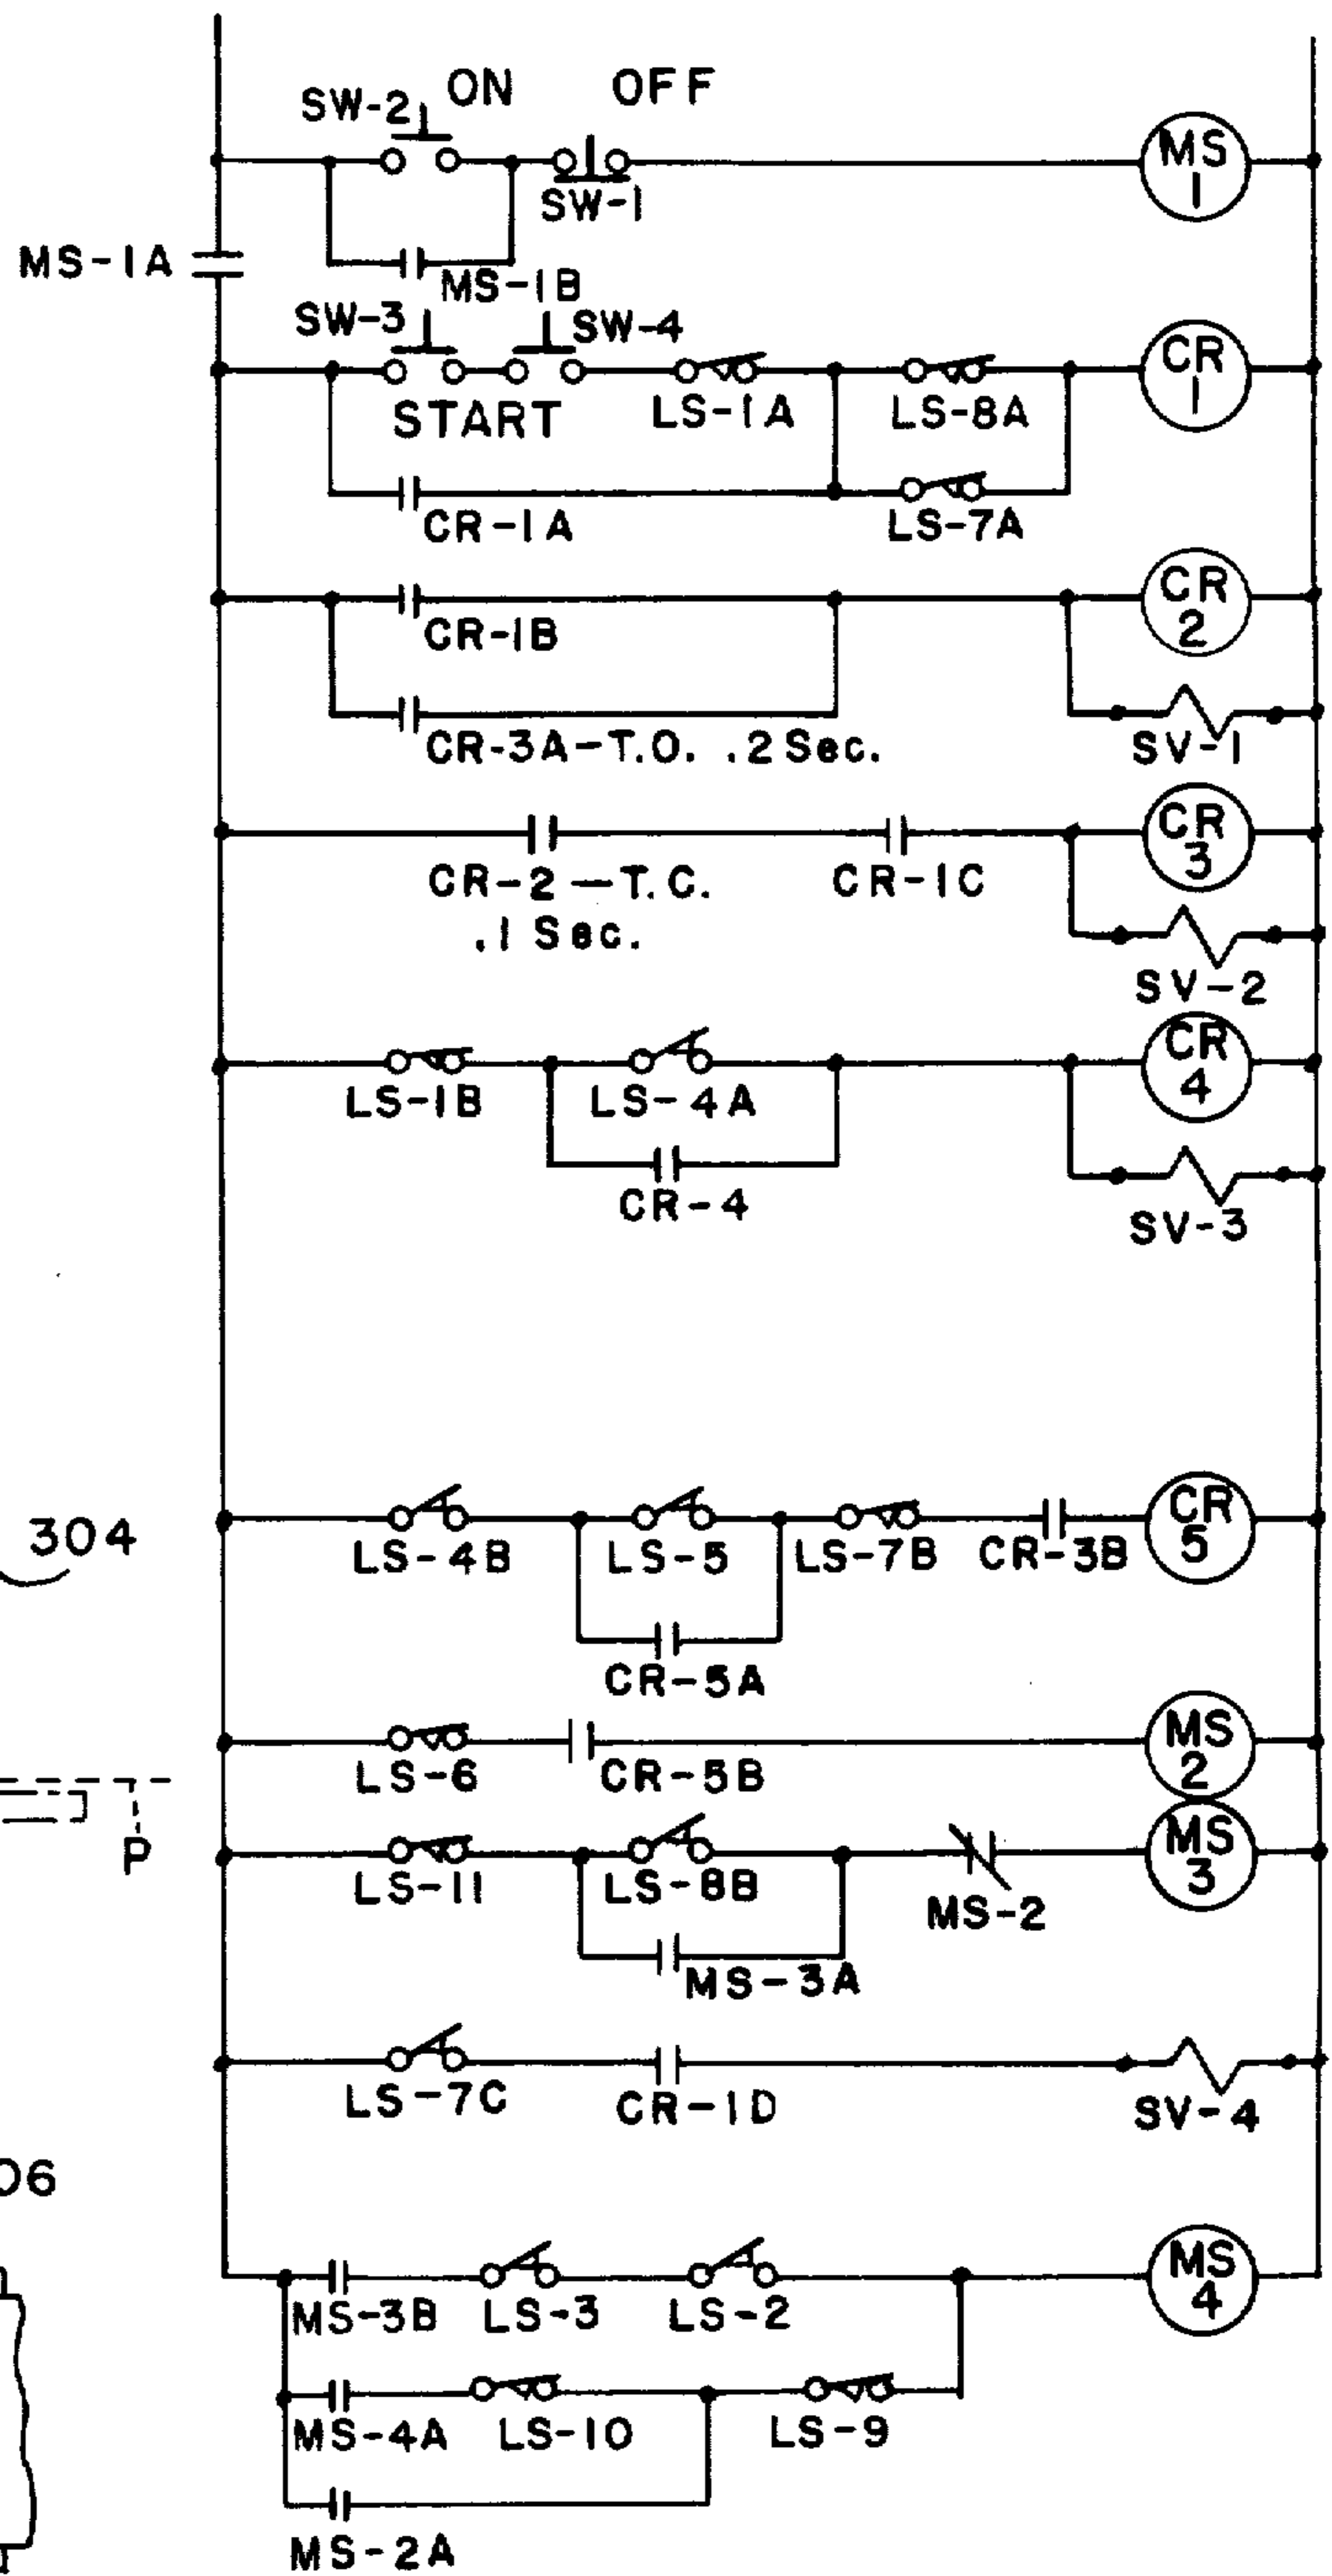 SW-2 ON OFF
MS 1
SW-1
MS-1A
MS-1B
SW-3 SW-4
CR 1
START LS-1A LS-8A
CR-1A LS-7A
CR 2
CR-1B
CR-3A-T.O. .2 Sec. SV-1
CR 3
CR-2 — T.C. CR-1C
.1 Sec.
SV-2
CR 4
LS-1B LS-4A
CR-4 SV-3
304
CR 5
LS-4B LS-5 LS-7B CR-3B
CR-5A
MS 2
LS-6 CR-5B
P
MS 3
LS-11 LS-8B MS-2
MS-3A
LS-7C CR-1D SV-4
06
MS 4
MS-3B LS-3 LS-2
MS-4A LS-10 LS-9
MS-2A